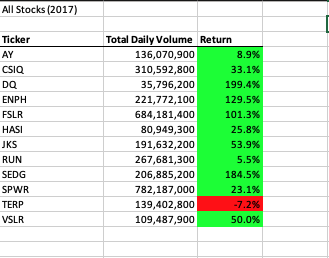 All Stocks (2017)
Ticker Total Daily Volume Return
AY 136,070,900 8.9%
CSIQ 310,592,800 33.1%
DQ 35,796,200 199.4%
ENPH 221,772,100 129.5%
FSLR 684,181,400 101.3%
HASI 80,949,300 25.8%
JKS 191,632,200 53.9%
RUN 267,681,300 5.5%
SEDG 206,885,200 184.5%
SPWR 782,187,000 23.1%
TERP 139,402,800 -7.2%
VSLR 109,487,900 50.0%